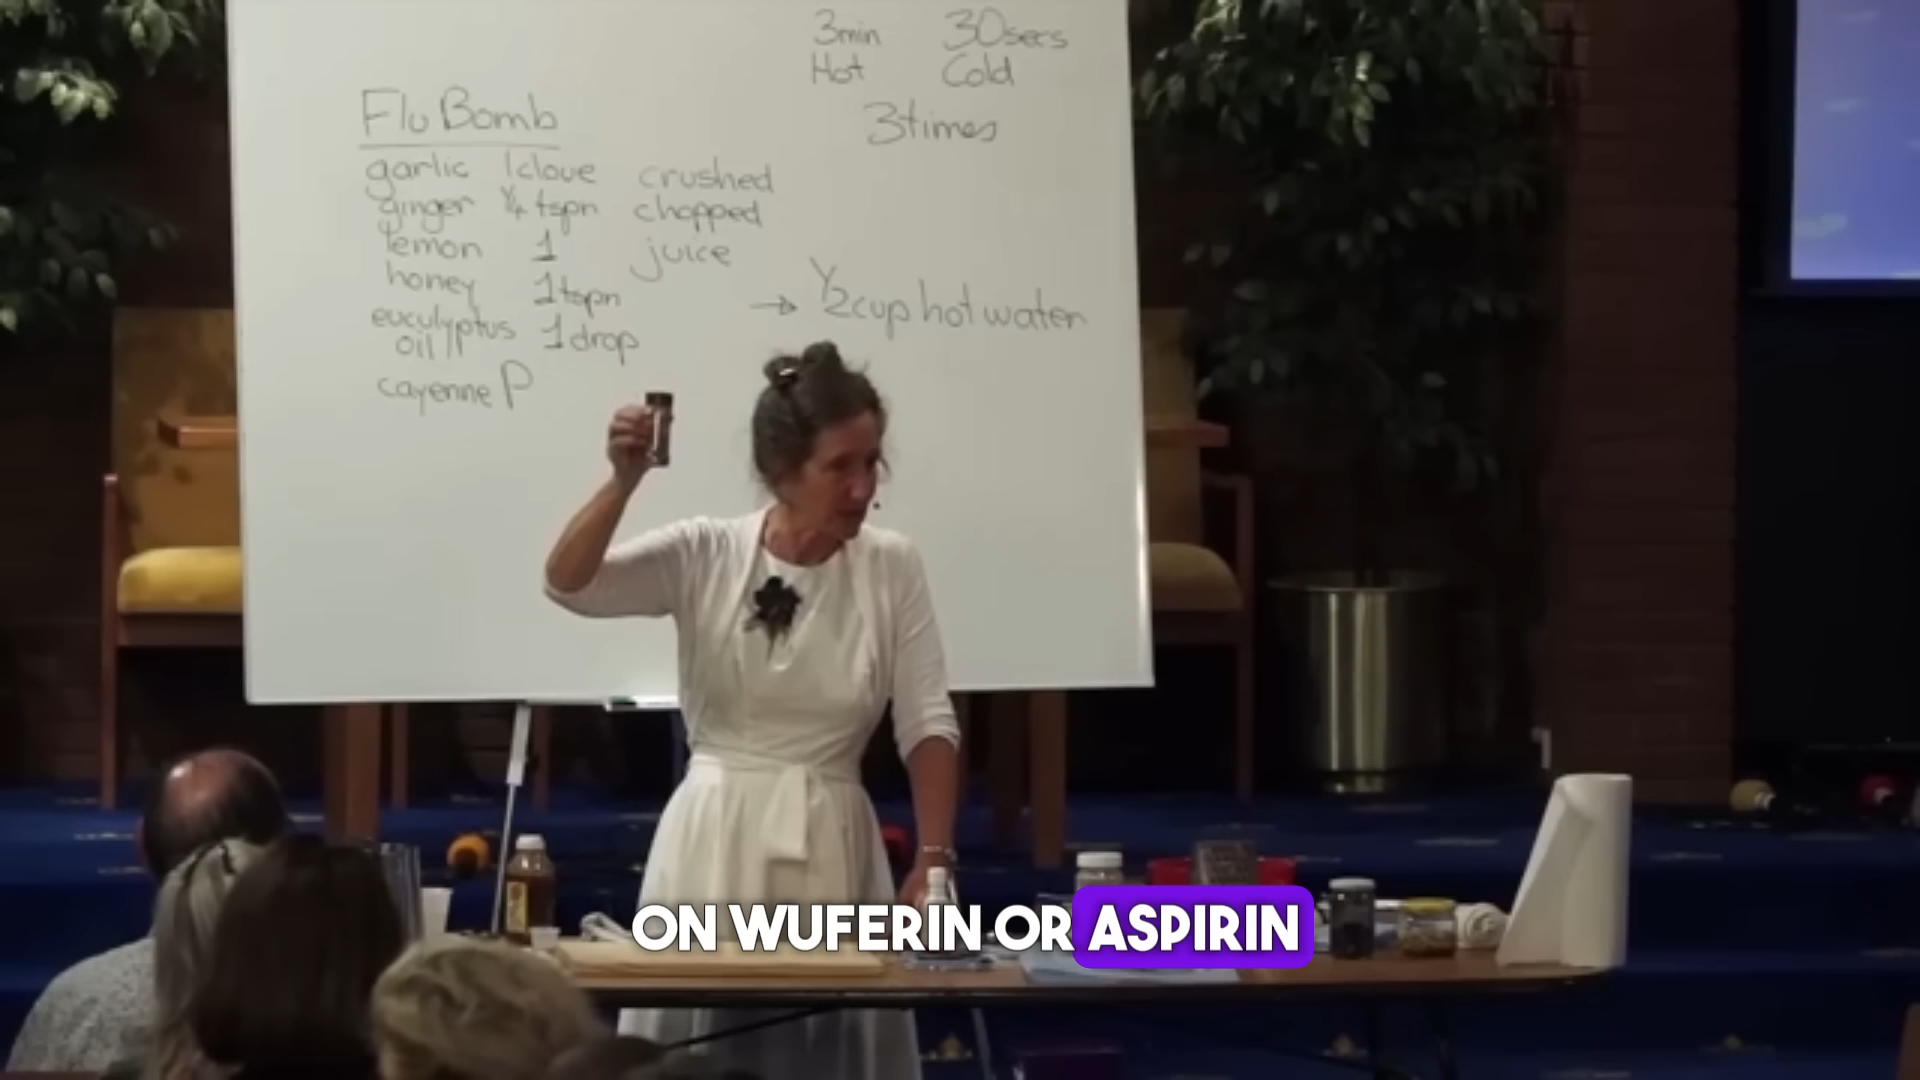 3min 30secs
Hot Cold
3times
Flu Bomb
garlic 1clove crushed
ginger 1/4 tspn chopped
lemon 1 juice
honey 1tspn
→ 1/2cup hot water
euculyptus
oil 1drop
cayenne P
ON WUFERIN OR ASPIRIN